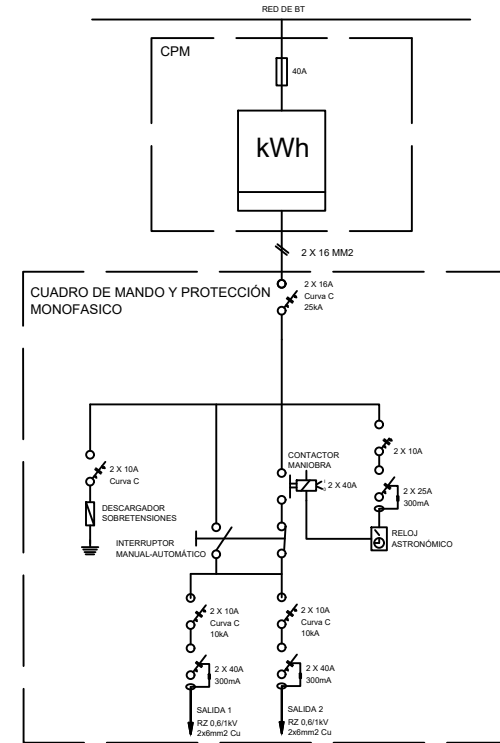 RED DE BT
CPM
40A
kWh
2 X 16 MM2
CUADRO DE MANDO Y PROTECCIÓN
MONOFASICO
2 X 16A
Curva C
25kA
2 X 10A
Curva C
DESCARGADOR
SOBRETENSIONES
INTERRUPTOR
MANUAL-AUTOMÁTICO
CONTACTOR
MANIOBRA
2 X 40A
2 X 10A
2 X 25A
300mA
RELOJ
ASTRONÓMICO
2 X 10A
Curva C
10kA
2 X 40A
300mA
SALIDA 1
RZ 0,6/1kV
2x6mm2 Cu
2 X 10A
Curva C
10kA
2 X 40A
300mA
SALIDA 2
RZ 0,6/1kV
2x6mm2 Cu